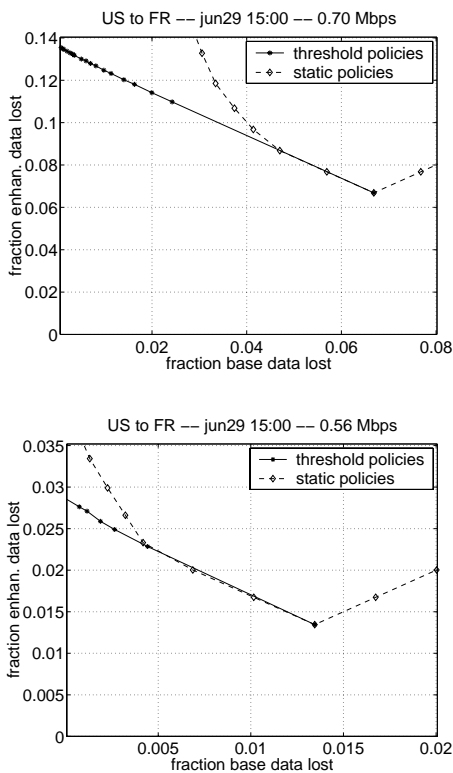 US to FR −− jun29 15:00 −− 0.70 Mbps
0.14
0.12
0.1
0.08
0.06
0.04
0.02
0
fraction enhan. data lost
threshold policies
static policies
0.02
0.04
0.06
0.08
fraction base data lost
US to FR −− jun29 15:00 −− 0.56 Mbps
0.035
0.03
0.025
0.02
0.015
0.01
0.005
0
fraction enhan. data lost
threshold policies
static policies
0.005
0.01
0.015
0.02
fraction base data lost